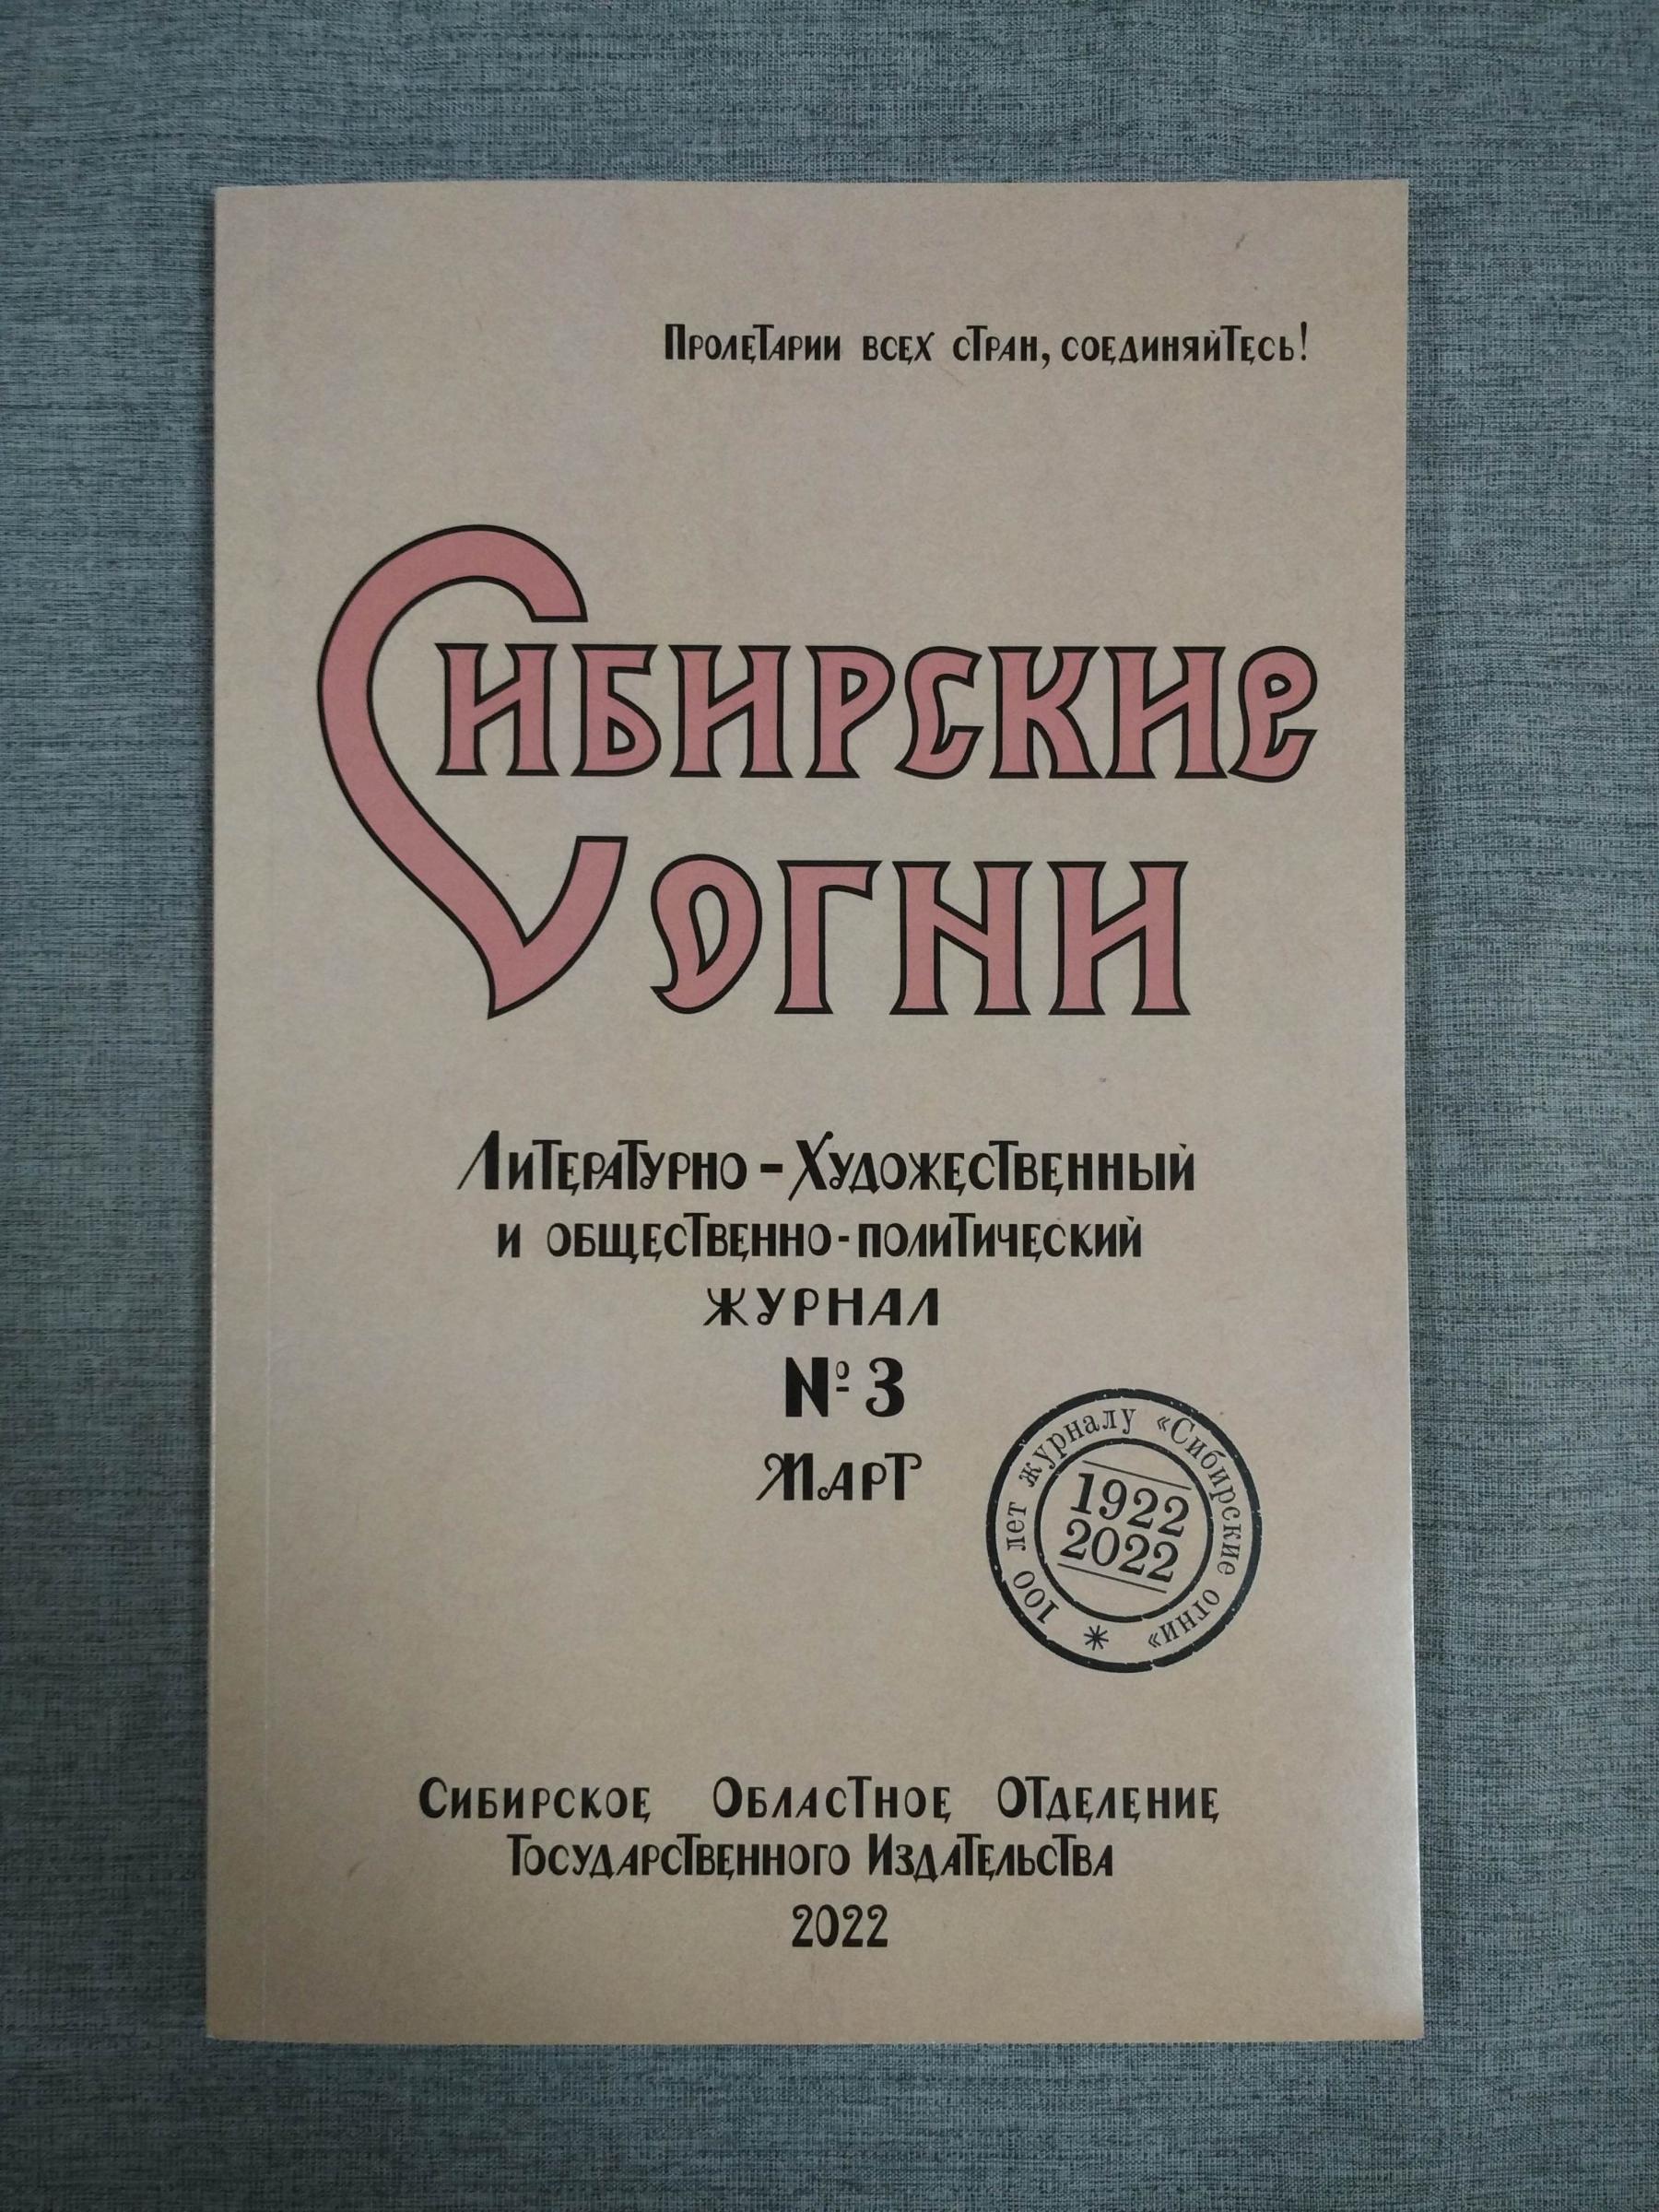 Пролетарии всех стран, соединяйтесь!
Сибирские
огни
Литературно-Художественный
и общественно-политический
журнал
№ 3
Март
100 лет журналу «Сибирские огни»
1922
2022
*
Сибирское Областное Отделение
Государственного Издательства
2022